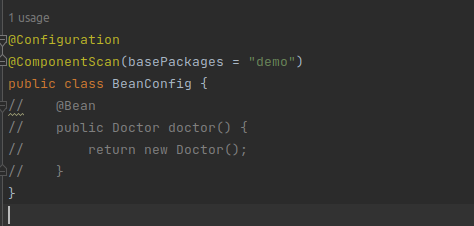 1 usage
@Configuration
@ComponentScan(basePackages = "demo")
public class BeanConfig {
//    @Bean
//    public Doctor doctor() {
//        return new Doctor();
//    }
}